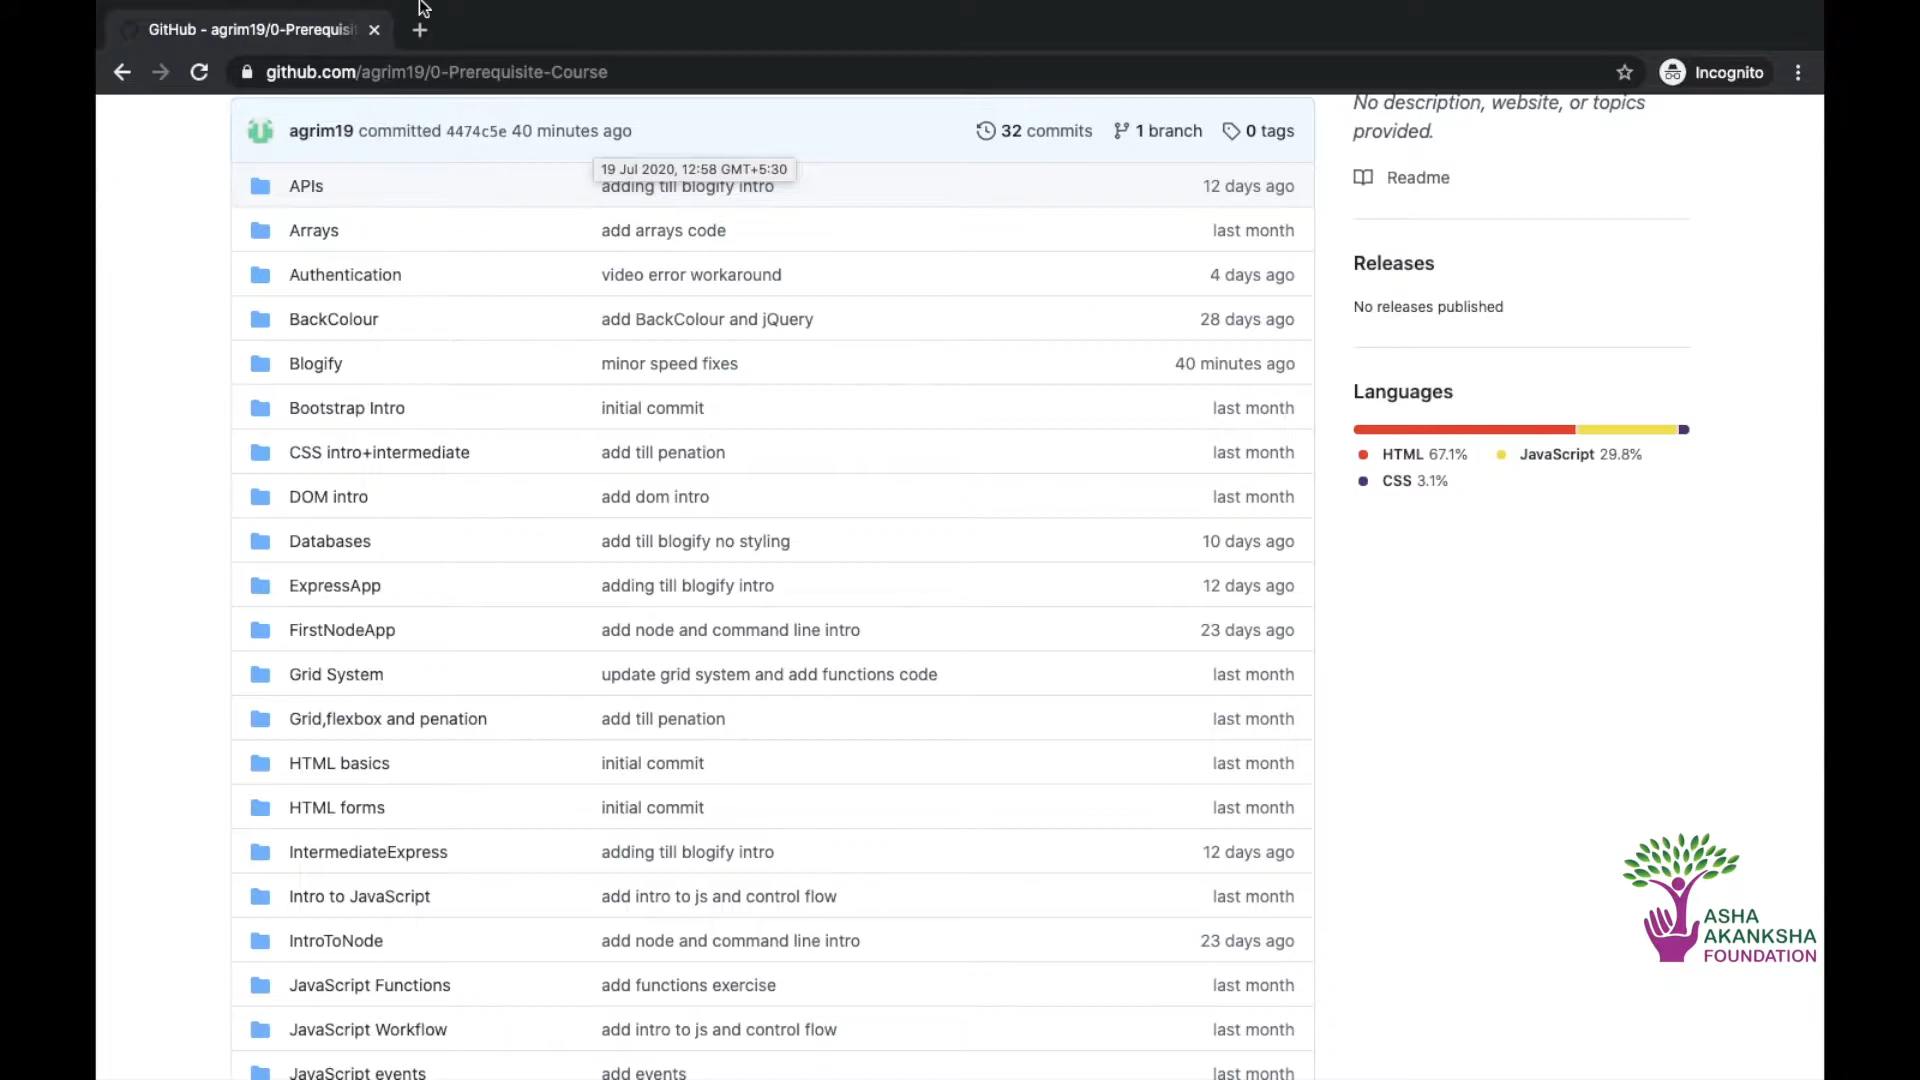 GitHub - agrim19/0-Prerequisi
github.com/agrim19/0-Prerequisite-Course
Incognito
agrim19 committed 4474c5e 40 minutes ago
32 commits
1 branch
0 tags
19 Jul 2020, 12:58 GMT+5:30
APIs adding till blogify intro 12 days ago
Arrays add arrays code last month
Authentication video error workaround 4 days ago
BackColour add BackColour and jQuery 28 days ago
Blogify minor speed fixes 40 minutes ago
Bootstrap Intro initial commit last month
CSS intro+intermediate add till penation last month
DOM intro add dom intro last month
Databases add till blogify no styling 10 days ago
ExpressApp adding till blogify intro 12 days ago
FirstNodeApp add node and command line intro 23 days ago
Grid System update grid system and add functions code last month
Grid,flexbox and penation add till penation last month
HTML basics initial commit last month
HTML forms initial commit last month
IntermediateExpress adding till blogify intro 12 days ago
Intro to JavaScript add intro to js and control flow last month
IntroToNode add node and command line intro 23 days ago
JavaScript Functions add functions exercise last month
JavaScript Workflow add intro to js and control flow last month
JavaScript events add events last month
No description, website, or topics
provided.
Readme
Releases
No releases published
Languages
HTML 67.1% JavaScript 29.8%
CSS 3.1%
ASHA
AKANKSHA
FOUNDATION